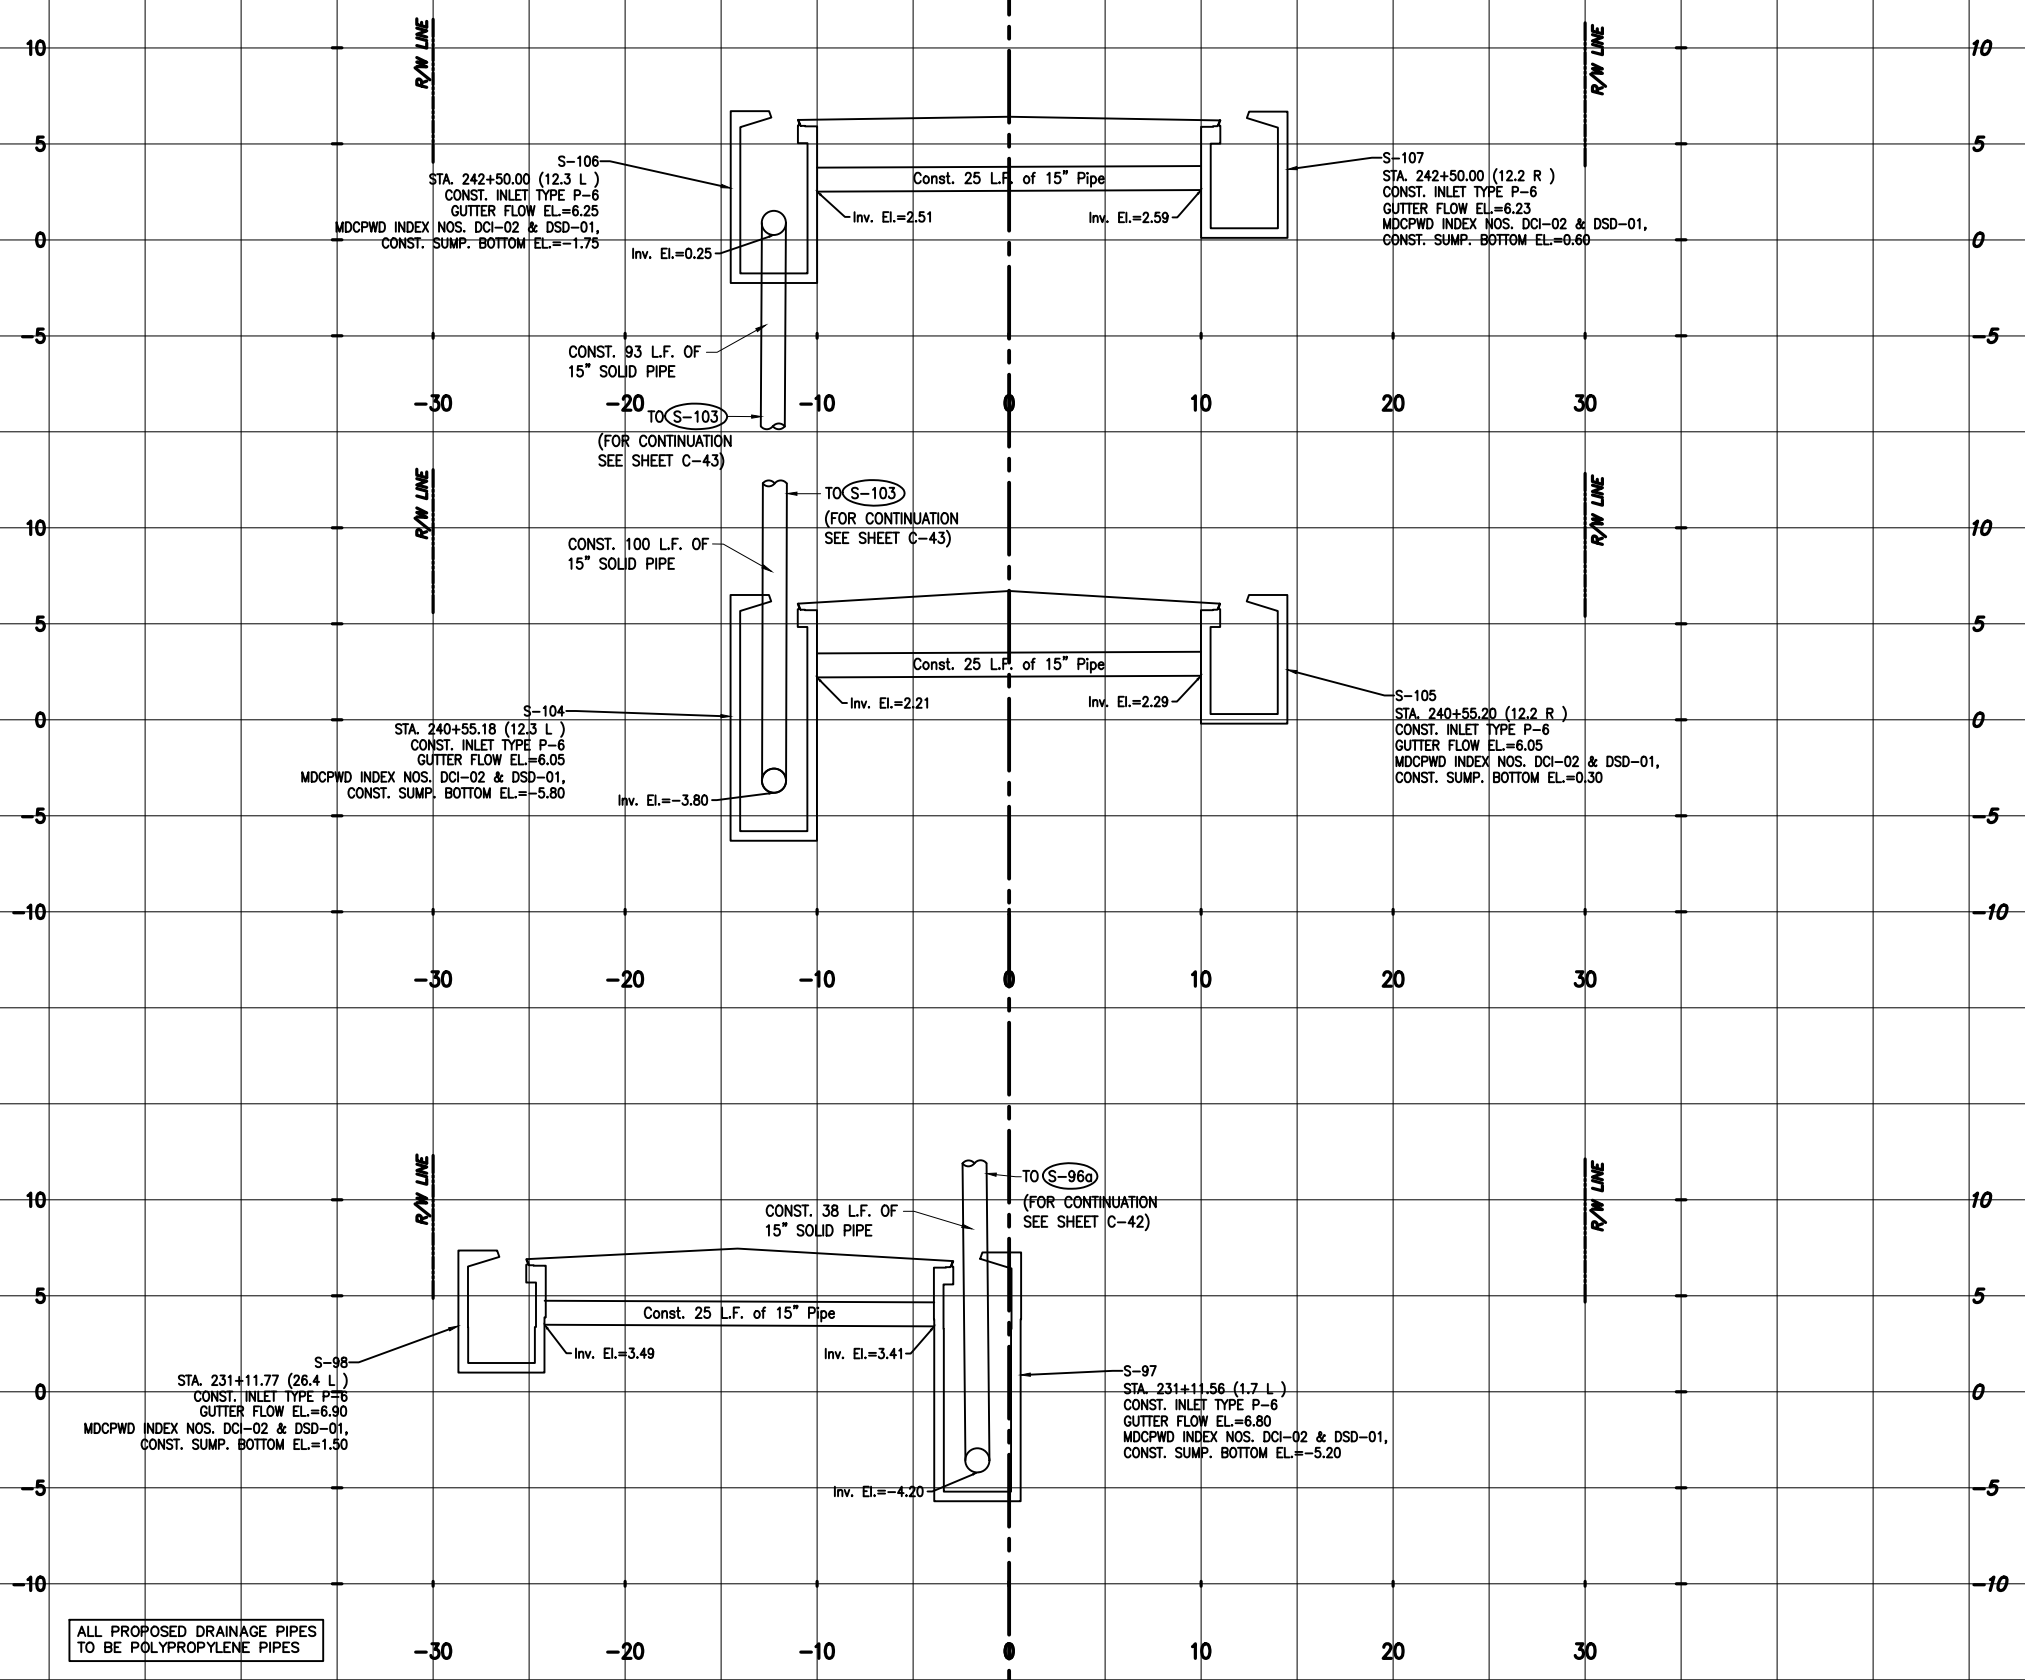 R/W LINE
R/W LINE
10
10
5
5
0
0
-5
-5
S-106
STA. 242+50.00 (12.3 L )
CONST. INLET TYPE P-6
GUTTER FLOW EL.=6.25
MDCPWD INDEX NOS. DCI-02 & DSD-01,
CONST. SUMP. BOTTOM EL.=-1.75
Const. 25 L.F. of 15" Pipe
Inv. El.=2.51
Inv. El.=2.59
Inv. El.=0.25
S-107
STA. 242+50.00 (12.2 R )
CONST. INLET TYPE P-6
GUTTER FLOW EL.=6.23
MDCPWD INDEX NOS. DCI-02 & DSD-01,
CONST. SUMP. BOTTOM EL.=0.60
CONST. 93 L.F. OF
15" SOLID PIPE
-30
-20
-10
0
10
20
30
TO S-103
(FOR CONTINUATION
SEE SHEET C-43)
R/W LINE
R/W LINE
TO S-103
(FOR CONTINUATION
SEE SHEET C-43)
CONST. 100 L.F. OF
15" SOLID PIPE
10
10
5
5
0
0
-5
-5
-10
-10
Const. 25 L.F. of 15" Pipe
Inv. El.=2.21
Inv. El.=2.29
S-104
STA. 240+55.18 (12.3 L )
CONST. INLET TYPE P-6
GUTTER FLOW EL.=6.05
MDCPWD INDEX NOS. DCI-02 & DSD-01,
CONST. SUMP. BOTTOM EL.=-5.80
Inv. El.=-3.80
S-105
STA. 240+55.20 (12.2 R )
CONST. INLET TYPE P-6
GUTTER FLOW EL.=6.05
MDCPWD INDEX NOS. DCI-02 & DSD-01,
CONST. SUMP. BOTTOM EL.=0.30
-30
-20
-10
0
10
20
30
R/W LINE
R/W LINE
TO S-96a
(FOR CONTINUATION
SEE SHEET C-42)
CONST. 38 L.F. OF
15" SOLID PIPE
10
10
5
5
0
0
-5
-5
-10
-10
Const. 25 L.F. of 15" Pipe
Inv. El.=3.49
Inv. El.=3.41
S-98
STA. 231+11.77 (26.4 L )
CONST. INLET TYPE P-6
GUTTER FLOW EL.=6.90
MDCPWD INDEX NOS. DCI-02 & DSD-01,
CONST. SUMP. BOTTOM EL.=1.50
S-97
STA. 231+11.56 (1.7 L )
CONST. INLET TYPE P-6
GUTTER FLOW EL.=6.80
MDCPWD INDEX NOS. DCI-02 & DSD-01,
CONST. SUMP. BOTTOM EL.=-5.20
Inv. El.=-4.20
ALL PROPOSED DRAINAGE PIPES
TO BE POLYPROPYLENE PIPES
-30
-20
-10
0
10
20
30